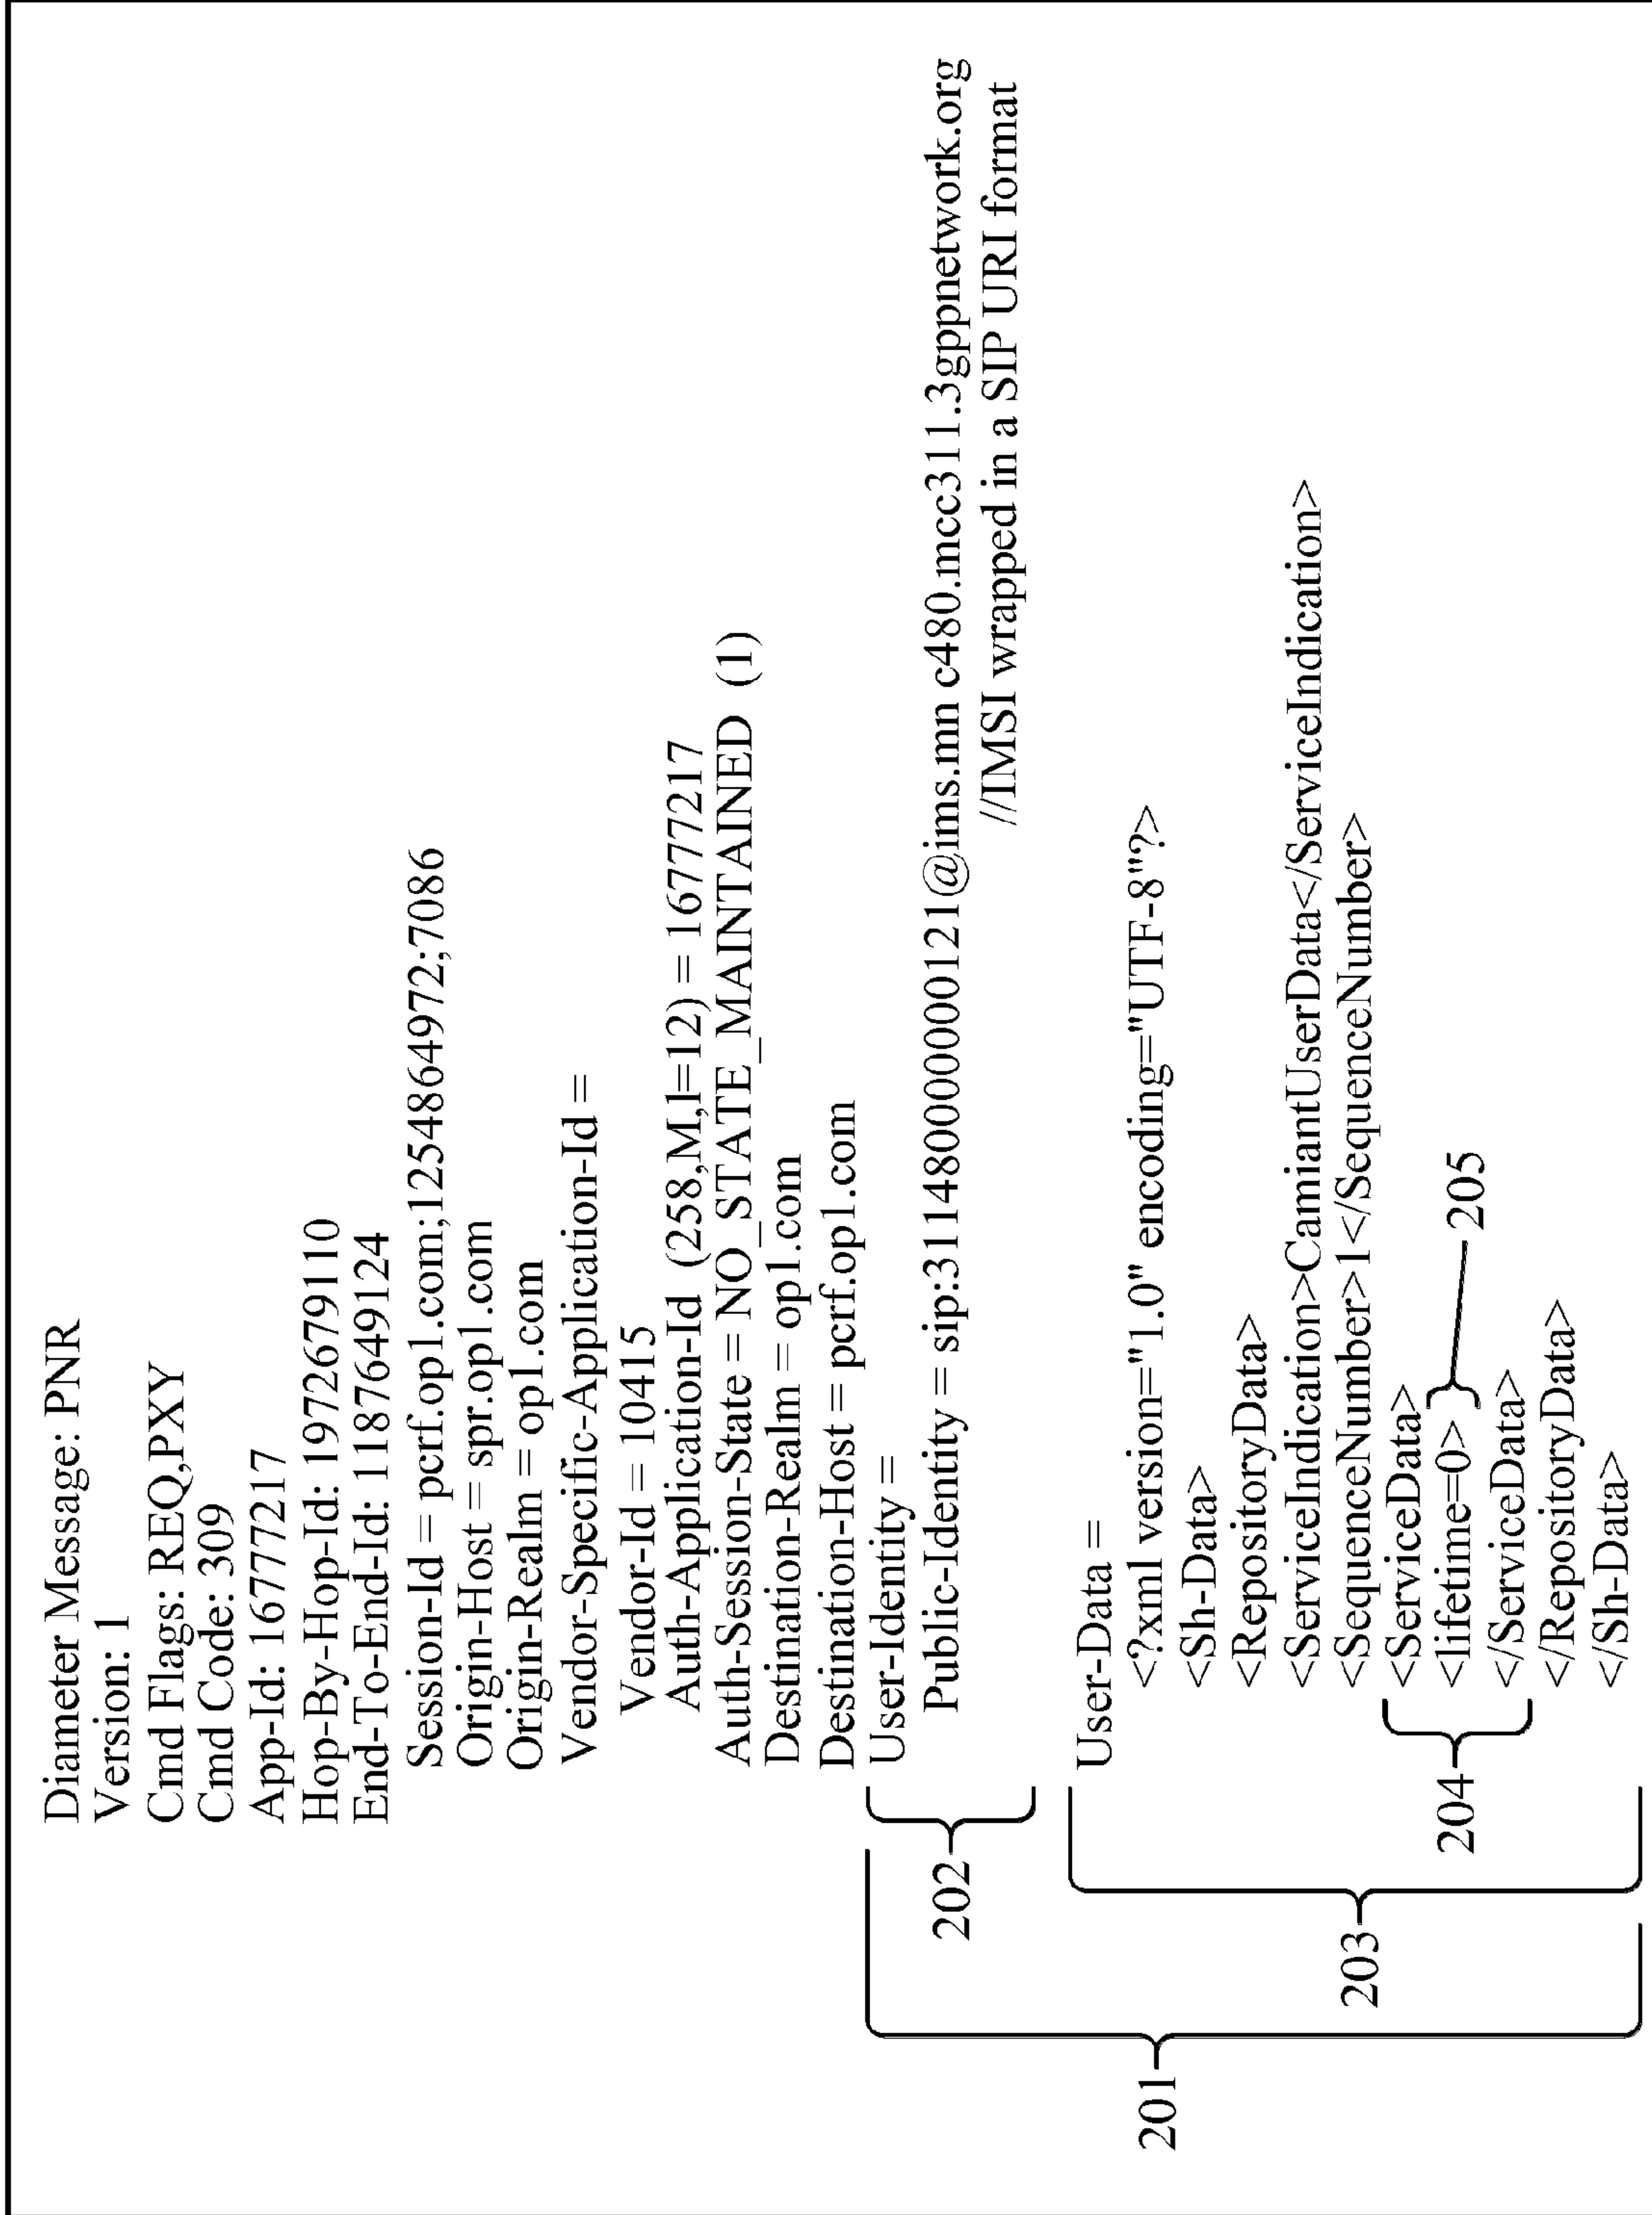 Diameter Message: PNR
Version: 1
Cmd Flags: REQ,PXY
Cmd Code: 309
App-Id: 16777217
Hop-By-Hop-Id: 1972679110
End-To-End-Id: 1187649124
Session-Id = pcrf.op1.com;1254864972;7086
Origin-Host = spr.op1.com
Origin-Realm = op1.com
Vendor-Specific-Application-Id =
Vendor-Id = 10415
Auth-Application-Id (258,M,l=12) = 16777217
Auth-Session-State = NO_STATE_MAINTAINED (1)
Destination-Realm = op1.com
Destination-Host = pcrf.op1.com
User-Identity =
Public-Identity = sip:311480000000121@ims.mn c480.mcc311.3gppnetwork.org
//IMSI wrapped in a SIP URI format
User-Data =
<?xml version="1.0" encoding="UTF-8"?>
<Sh-Data>
<RepositoryData>
<ServiceIndication>CamiantUserData</ServiceIndication>
<SequenceNumber>1</SequenceNumber>
<ServiceData>
<lifetime=0>
</ServiceData>
</RepositoryData>
</Sh-Data>
201
202
203
204
205